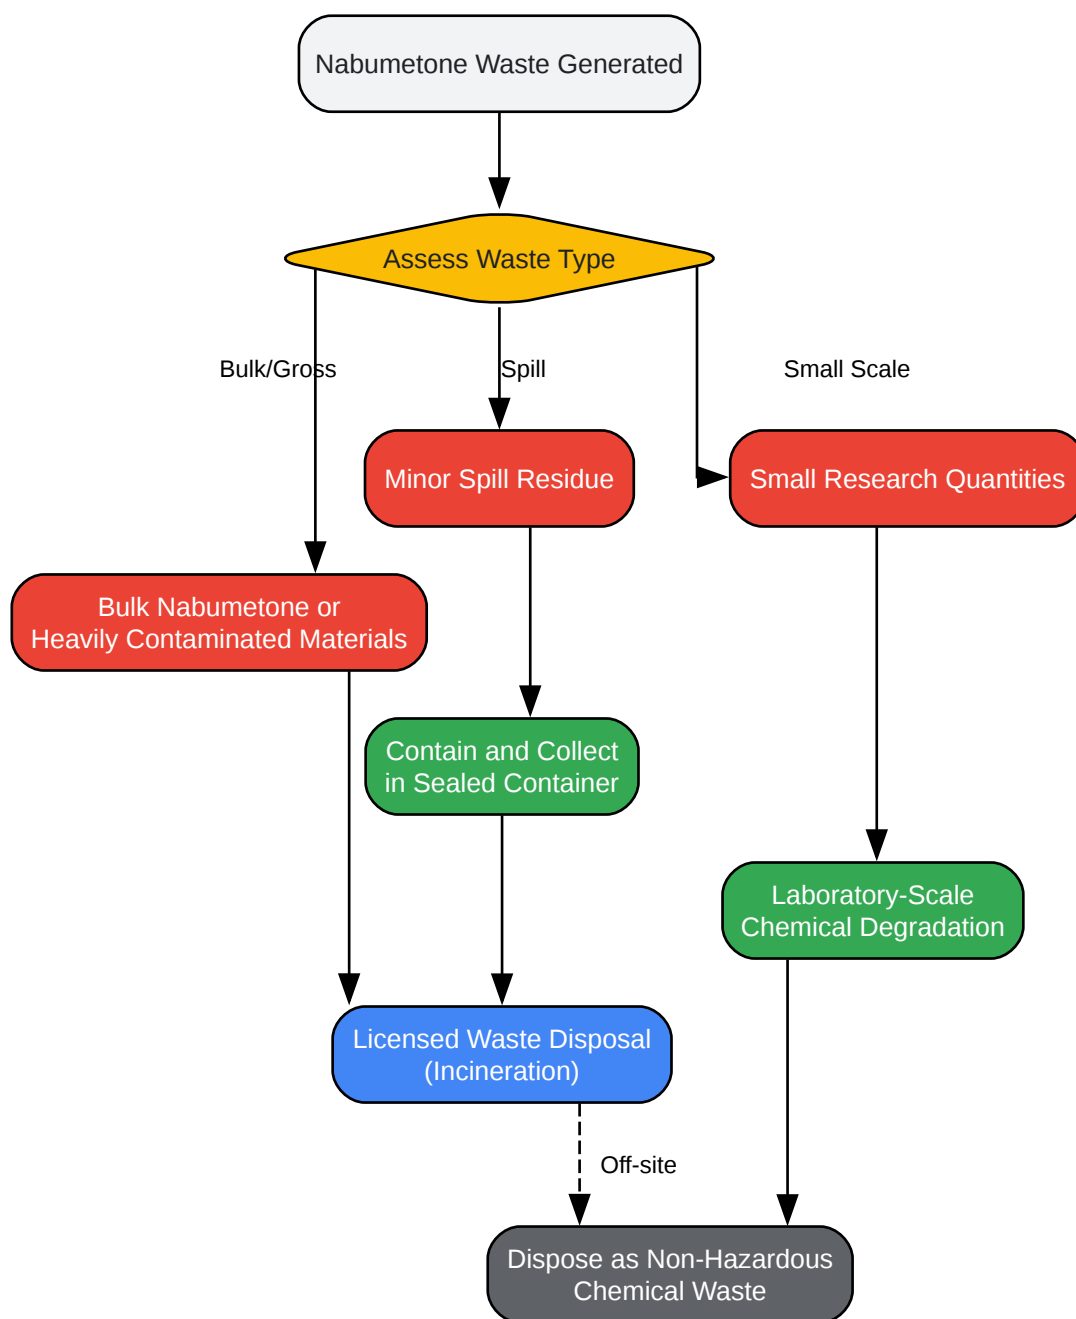 Nabumetone Waste Generated
Assess Waste Type
Bulk/Gross
Spill
Small Scale
Minor Spill Residue
Small Research Quantities
Bulk Nabumetone or
Heavily Contaminated Materials
Contain and Collect
in Sealed Container
Laboratory-Scale
Chemical Degradation
Licensed Waste Disposal
(Incineration)
Off-site
Dispose as Non-Hazardous
Chemical Waste